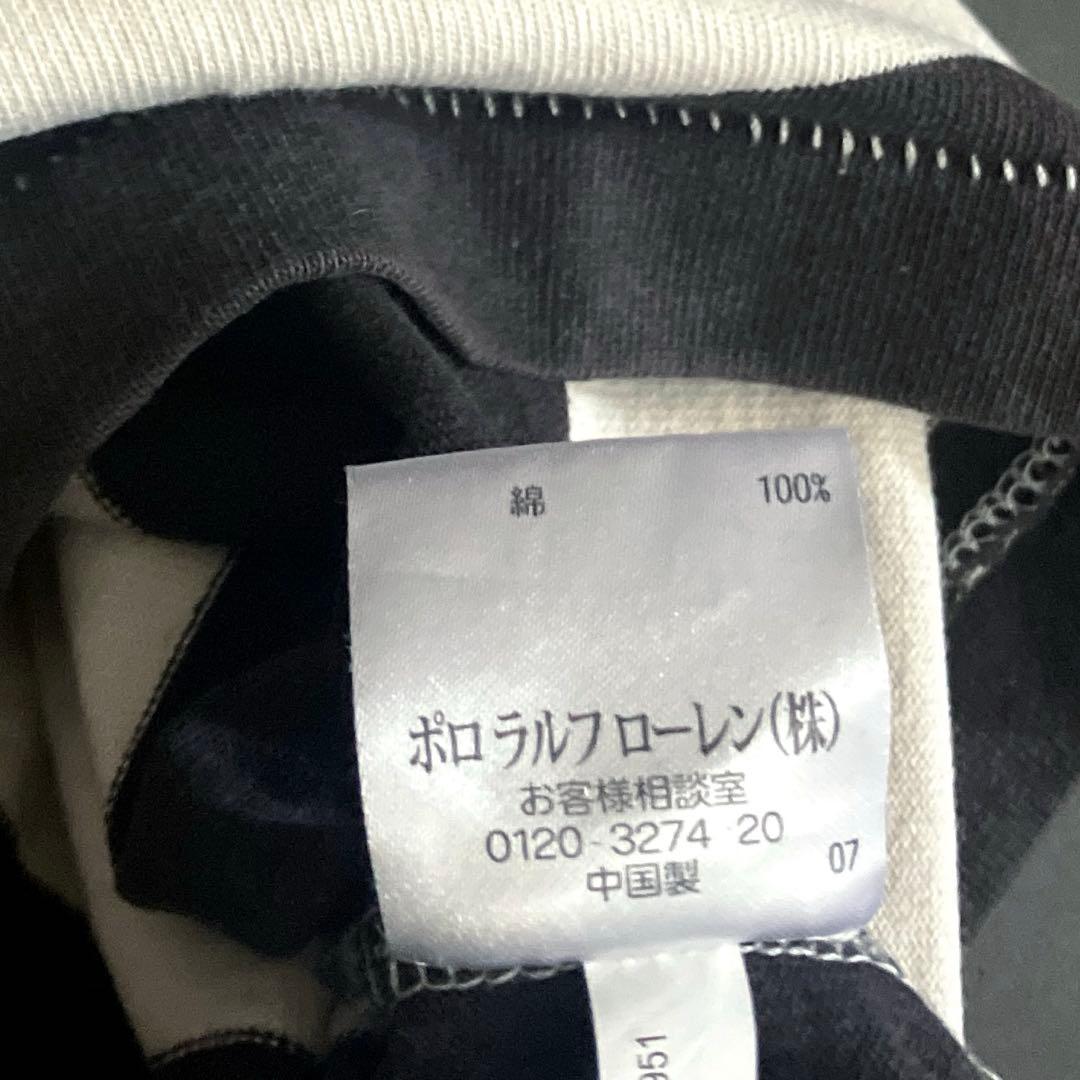 綿 100%
ポロ ラルフ ローレン(株)
お客様相談室
0120-3274 20
中国製 07
951